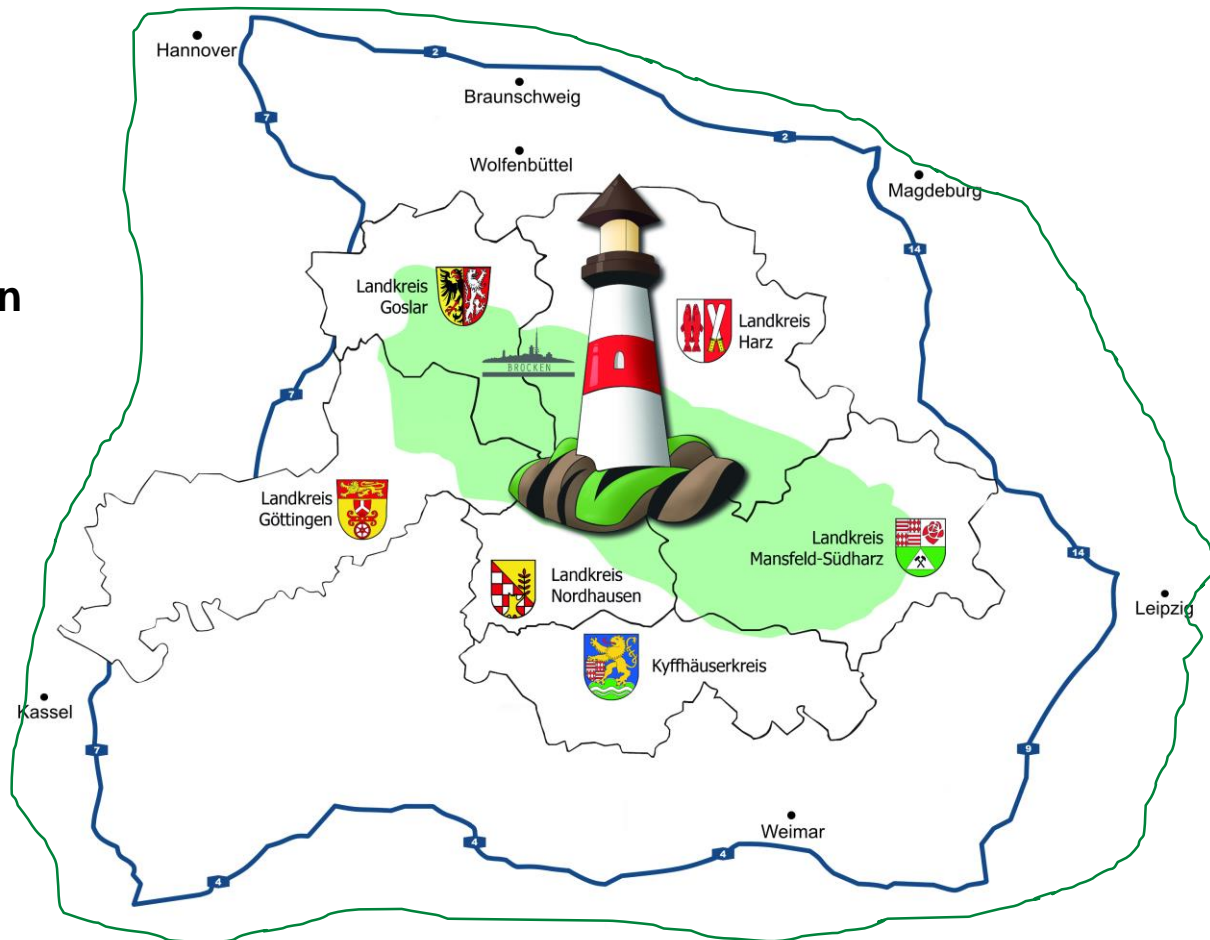 Hannover
2
Braunschweig
7
2
Wolfenbüttel
Magdeburg
14
Landkreis
Goslar
n
Landkreis
Harz
BROCKEN
7
Landkreis
Göttingen
Landkreis
Mansfeld-Südharz
14
Landkreis
Nordhausen
Leipzig
Kyffhäuserkreis
Kassel
7
9
Weimar
4
4
4